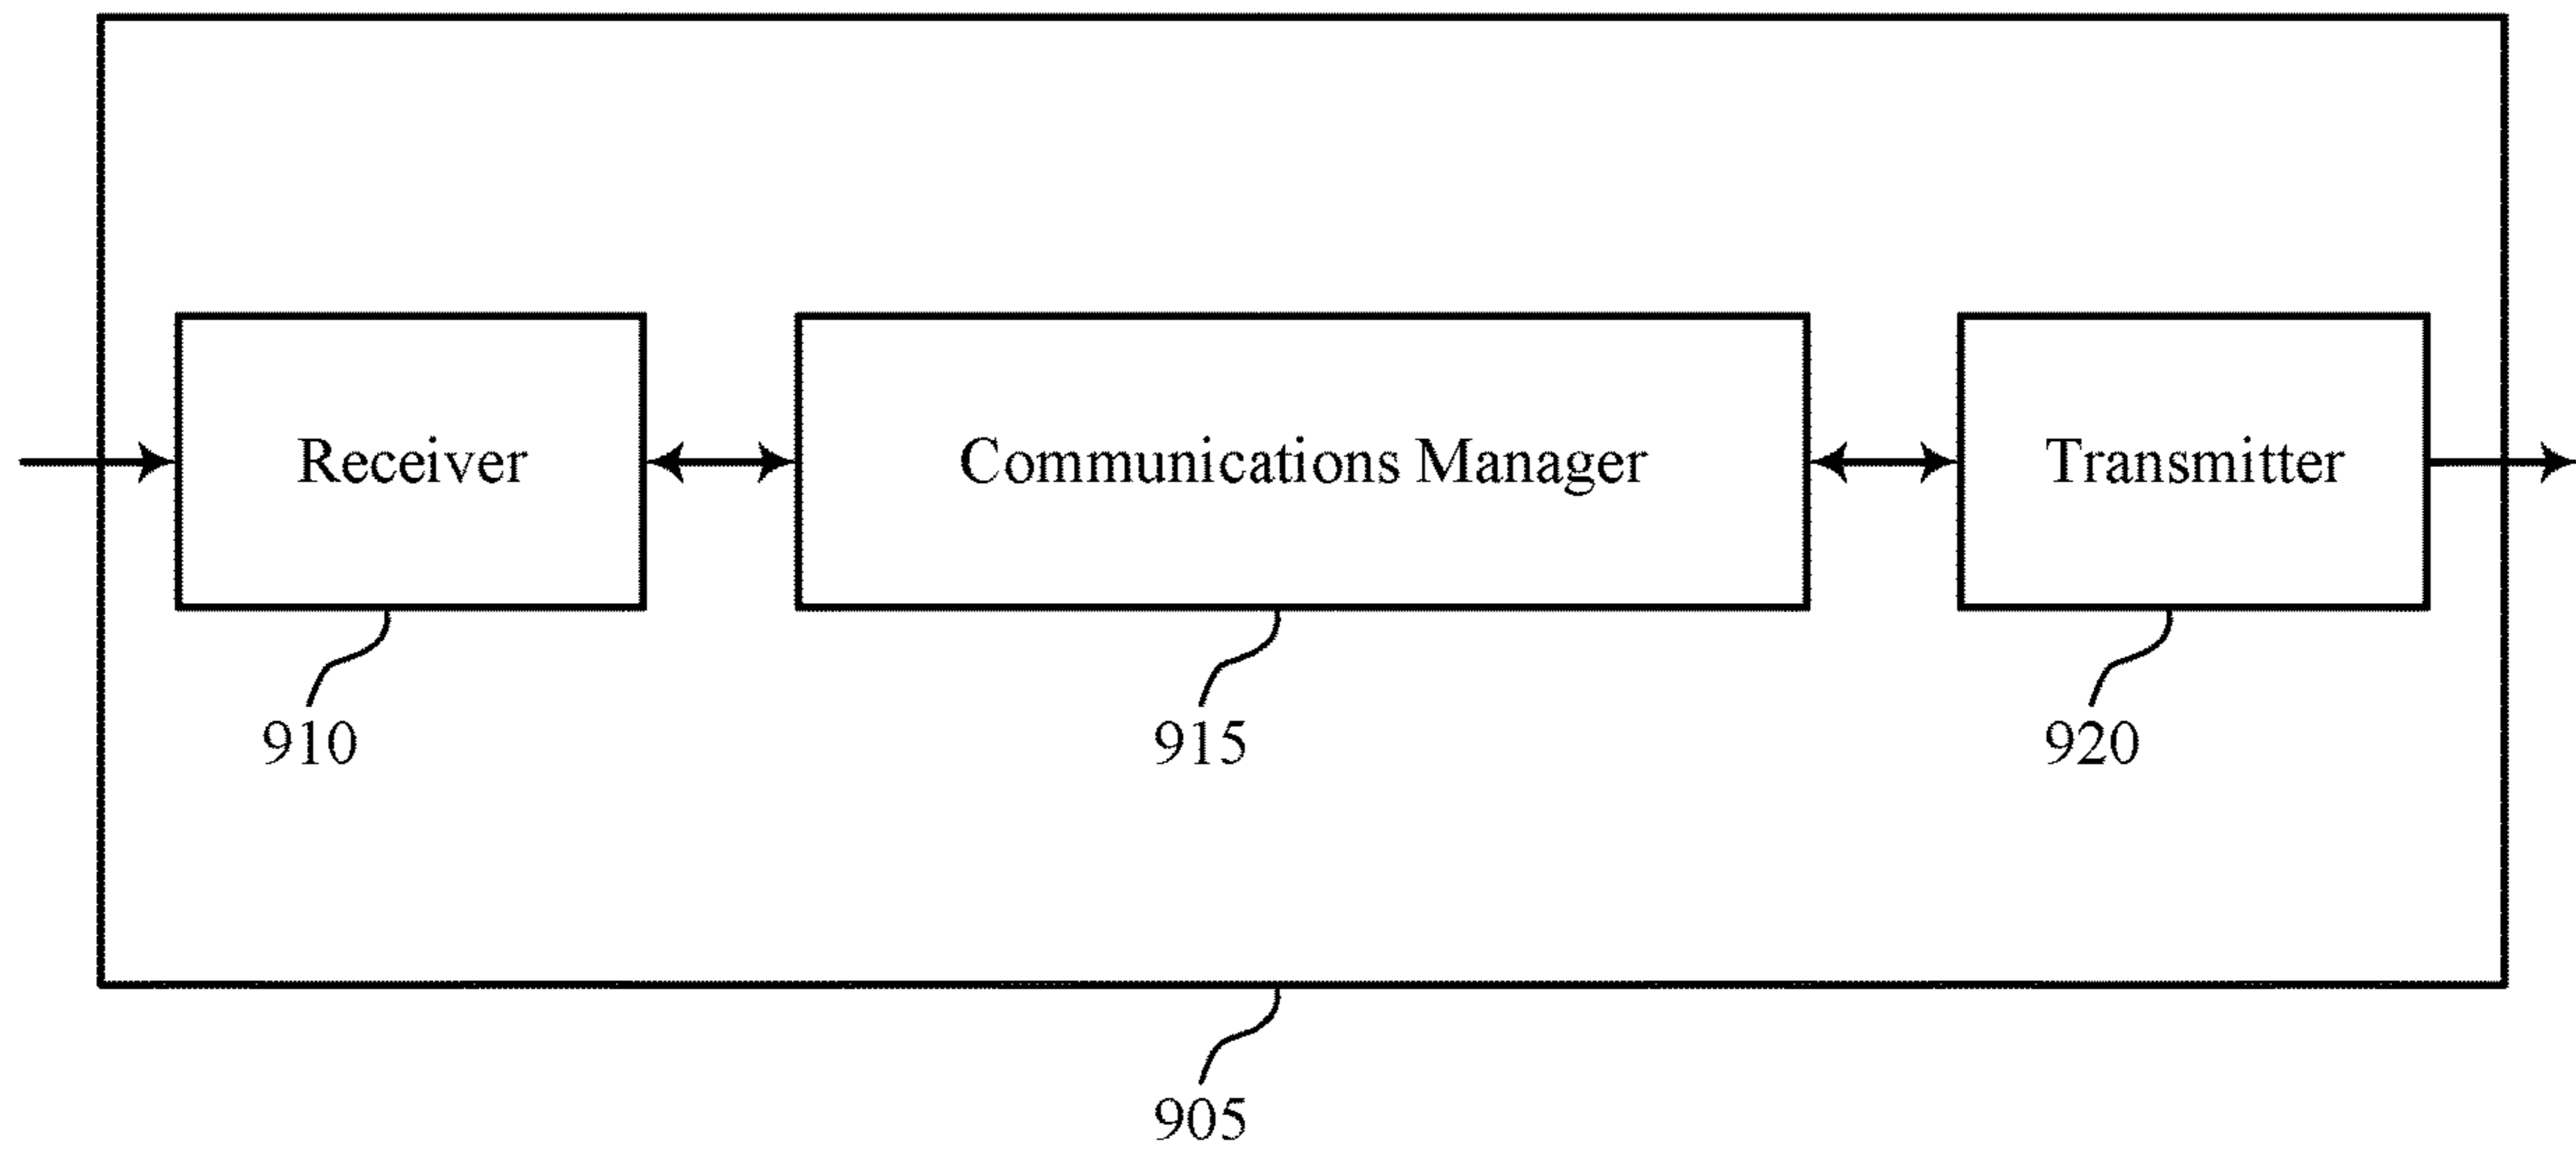 Receiver
Communications Manager
Transmitter
910
915
920
905